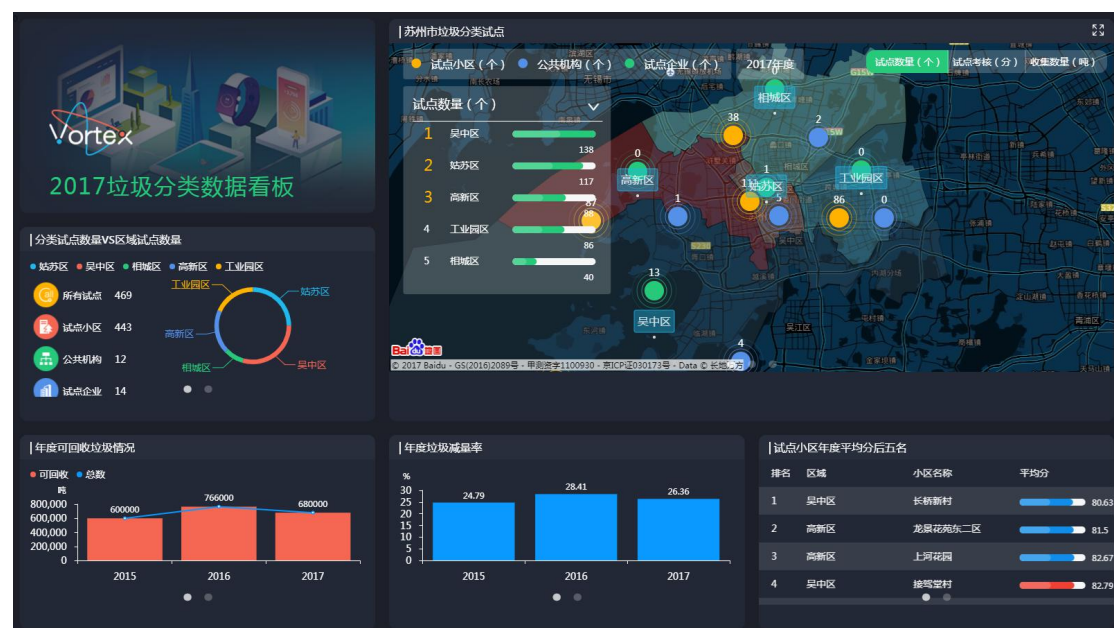 Vortex
2017垃圾分类数据看板
苏州市垃圾分类试点
试点小区(个) 公共机构(个) 试点企业(个) 2017年度
试点数量(个) 试点考核(分) 收集数量(吨)
试点数量(个)
1 吴中区
138
2 姑苏区
117
3 高新区
87
4 工业园区
86
5 相城区
40
0
相城区
38
2
0
高新区
1
1
姑苏区
5
0
工业园区
86
0
88
13
吴中区
4
无锡市
吴江区
S230
Baidu 地图
© 2017 Baidu - GS(2016)2089号 - 甲测资字1100930 - 京ICP证030173号 - Data © 长地万方
分类试点数量VS区域试点数量
姑苏区 吴中区 相城区 高新区 工业园区
所有试点 469
试点小区 443
公共机构 12
试点企业 14
工业园区
姑苏区
高新区
相城区
吴中区
年度可回收垃圾情况
可回收 总数
吨
800,000
600,000
400,000
200,000
0
600000
766000
680000
2015 2016 2017
年度垃圾减量率
%
30
25
20
15
10
5
0
24.79
28.41
26.36
2015 2016 2017
试点小区年度平均分后五名
排名 区域 小区名称 平均分
1 吴中区 长桥新村 80.63
2 高新区 龙景花苑东二区 81.5
3 高新区 上河花园 82.67
4 吴中区 接驾堂村 82.79